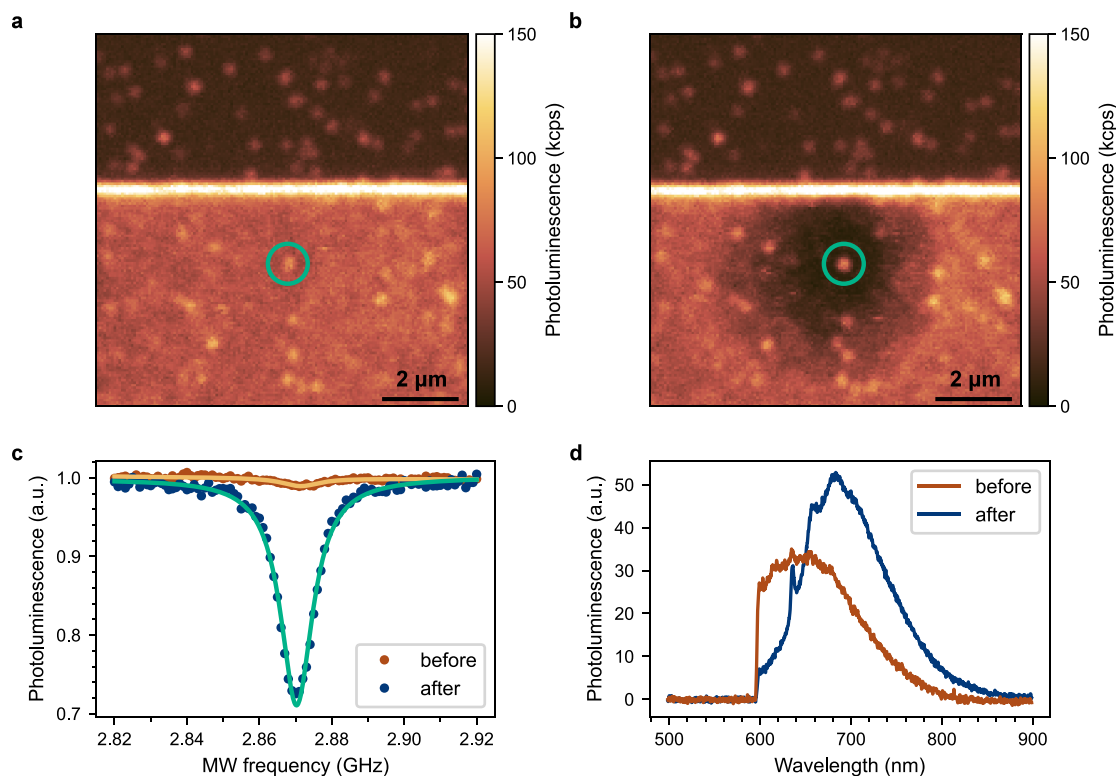 a
150
100
50
0
Photoluminescence (kcps)
2 µm
b
150
100
50
0
Photoluminescence (kcps)
2 µm
c
1.0
0.9
0.8
0.7
Photoluminescence (a.u.)
before
after
2.82
2.84
2.86
2.88
2.90
2.92
MW frequency (GHz)
d
50
40
30
20
10
0
Photoluminescence (a.u.)
before
after
500
600
700
800
900
Wavelength (nm)